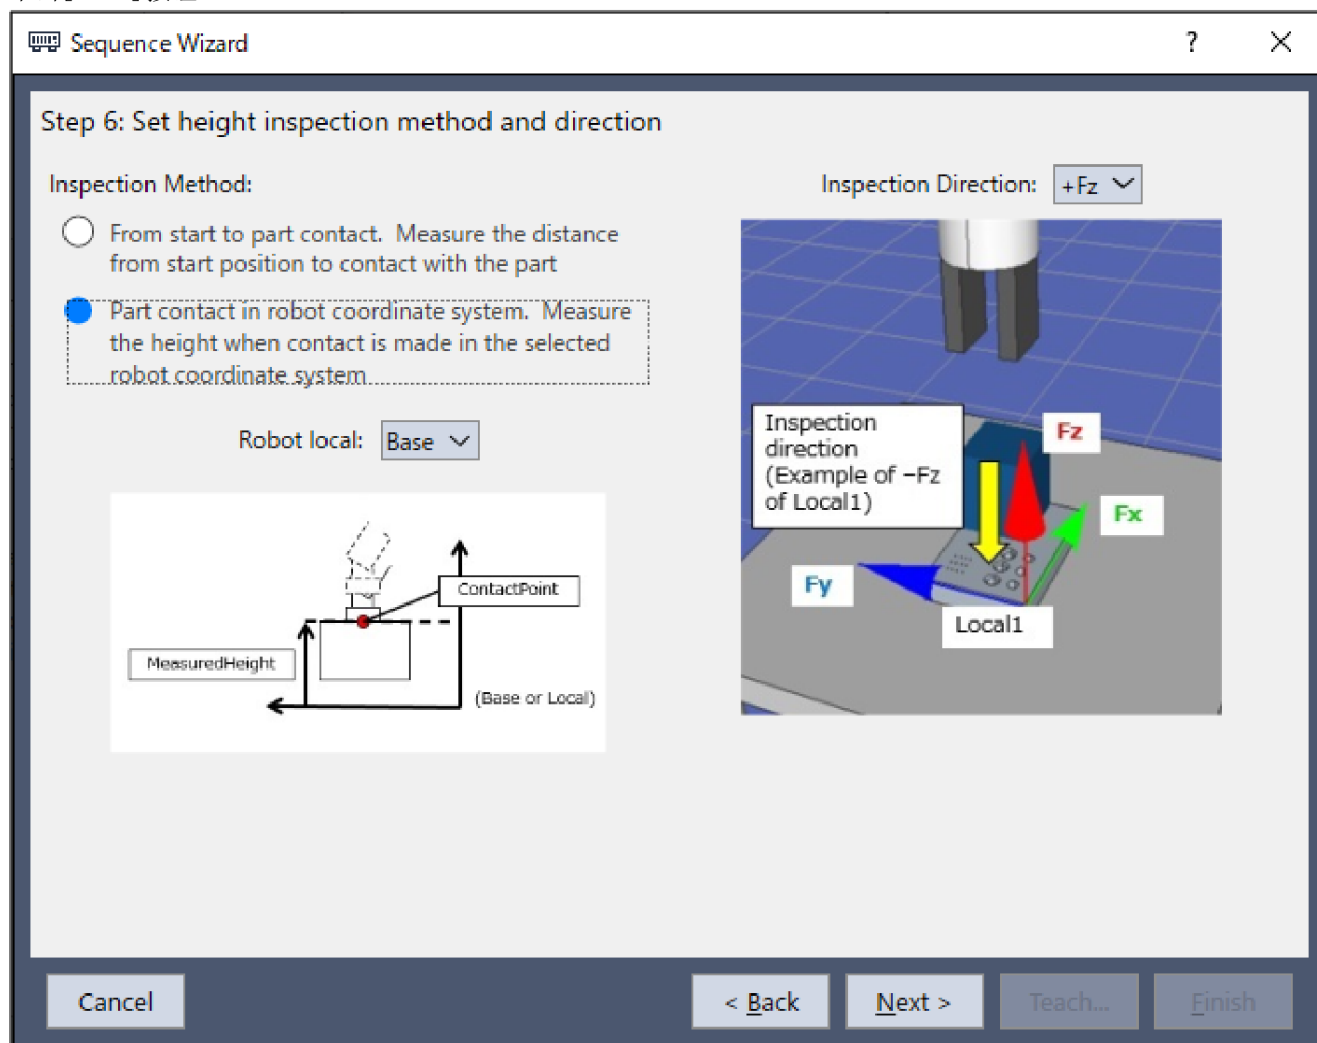 Sequence Wizard
?
Step 6: Set height inspection method and direction
Inspection Method:
Inspection Direction: +Fz
From start to part contact. Measure the distance
from start position to contact with the part
Part contact in robot coordinate system. Measure
the height when contact is made in the selected
robot coordinate system
Robot local: Base
ContactPoint
MeasuredHeight
(Base or Local)
Inspection
direction
(Example of −Fz
of Local1)
Fz
Fx
Fy
Local1
Cancel
< Back
Next >
Teach...
Finish